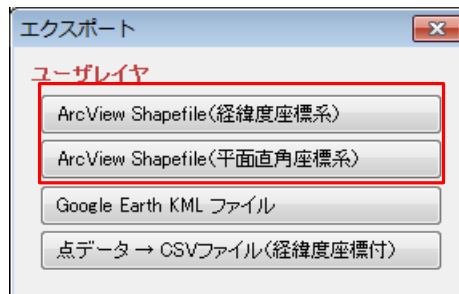 エクスポート
ユーザレイヤ
ArcView Shapefile(経緯度座標系)
ArcView Shapefile(平面直角座標系)
Google Earth KML ファイル
点データ → CSVファイル(経緯度座標付)